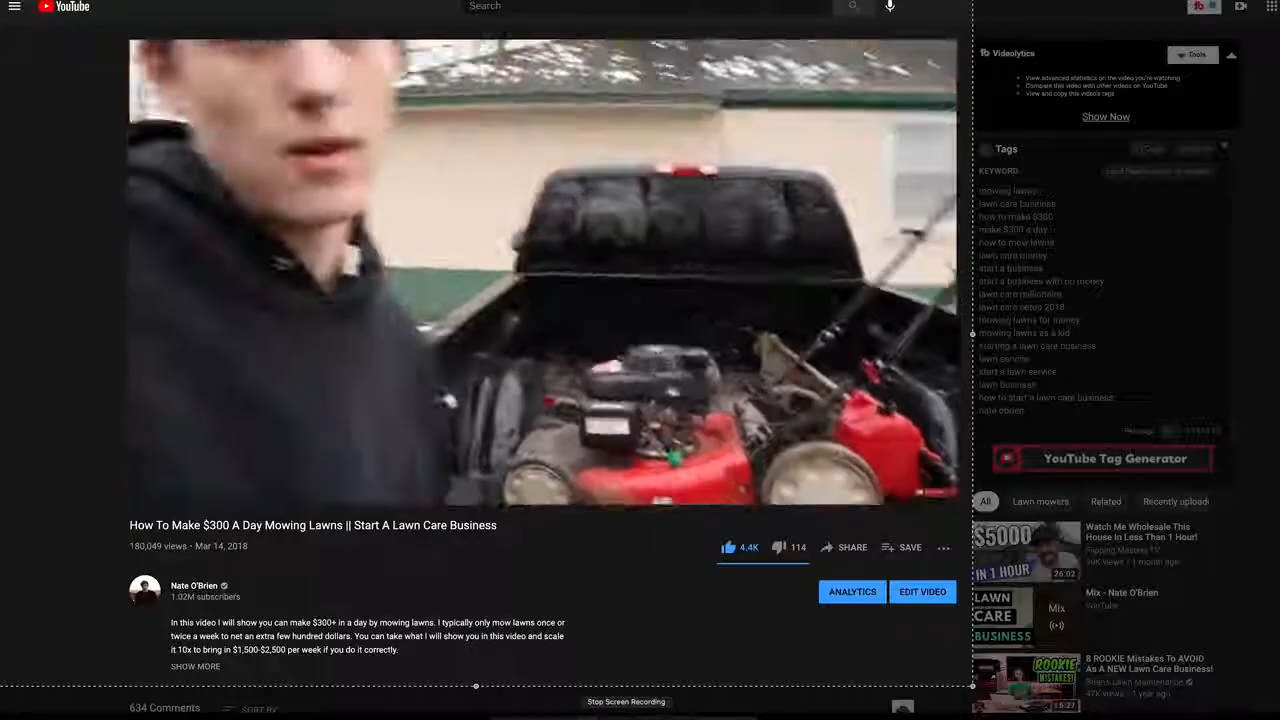 YouTube
Search
How To Make $300 A Day Mowing Lawns || Start A Lawn Care Business
180,049 views • Mar 14, 2018
4.4K
114
SHARE
SAVE
Nate O'Brien
1.02M subscribers
ANALYTICS
EDIT VIDEO
In this video I will show you can make $300+ in a day by mowing lawns. I typically only mow lawns once or
twice a week to net an extra few hundred dollars. You can take what I will show you in this video and scale
it 10x to bring in $1,500-$2,500 per week if you do it correctly.
SHOW MORE
634 Comments
SORT BY
Stop Screen Recording
tb Videolytics
Tools
View advanced statistics on the video you're watching
Compare this video with other videos on YouTube
View and copy this video's tags
Show Now
Tags
KEYWORD
mowing lawns
lawn care business
how to make $300
make $300 a day
how to mow lawns
lawn care money
start a business
start a business with no money
lawn care millionaire
lawn care setup 2018
mowing lawns for money
mowing lawns as a kid
starting a lawn care business
lawn service
start a lawn service
lawn business
how to start a lawn care business
nate obrien
YouTube Tag Generator
All
Lawn mowers
Related
Recently upload
$5000
IN 1 HOUR
26:02
Watch Me Wholesale This
House In Less Than 1 Hour!
Flipping Mastery TV
1 month ago
LAWN
CARE
BUSINESS
Mix
Mix - Nate O'Brien
YouTube
ROOKIE
MISTAKES!
15:27
8 ROOKIE Mistakes To AVOID
As A NEW Lawn Care Business!
Brian's Lawn Maintenance
47K views • 1 year ago